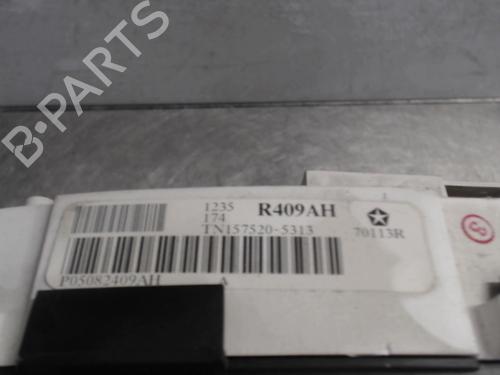 B-PARTS
1235
174
R409AH
TN157520-5313
70113R
P05082409AH
A